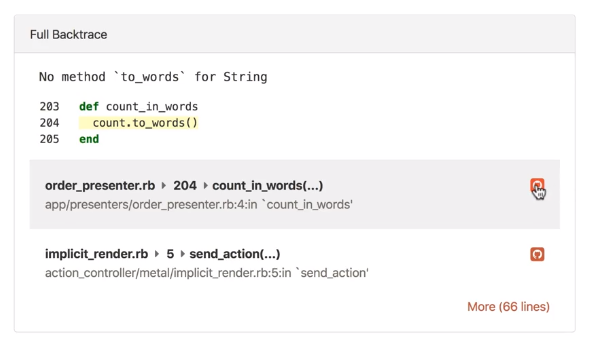 Full Backtrace
No method `to_words` for String
203 def count_in_words
204 count.to_words()
205 end
order_presenter.rb ▸ 204 ▸ count_in_words(...)
app/presenters/order_presenter.rb:4:in `count_in_words'
implicit_render.rb ▸ 5 ▸ send_action(...)
action_controller/metal/implicit_render.rb:5:in `send_action'
More (66 lines)